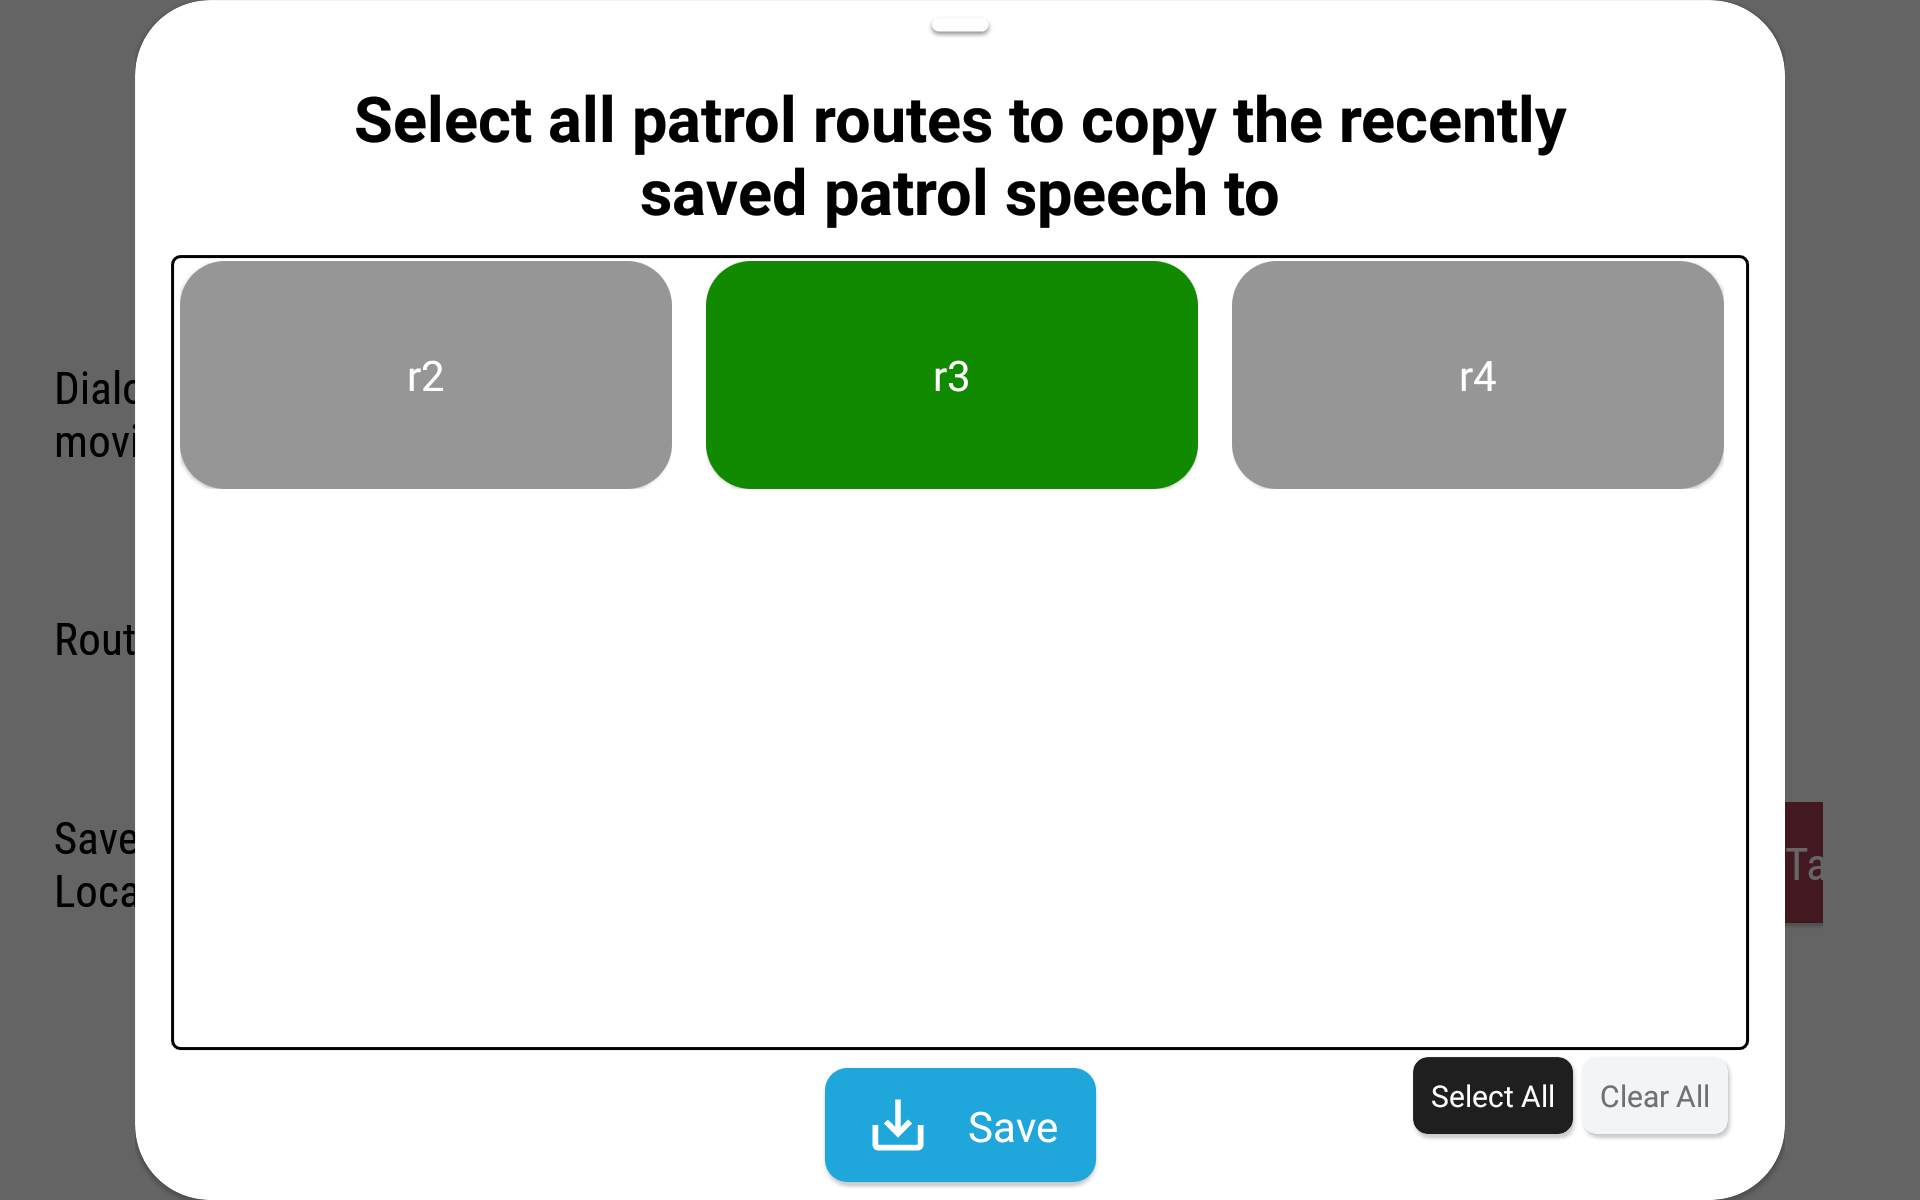 Select all patrol routes to copy the recently
saved patrol speech to
r2
r3
r4
Dialo
movi
Rout
Save
Loca
Ta
Save
Select All
Clear All